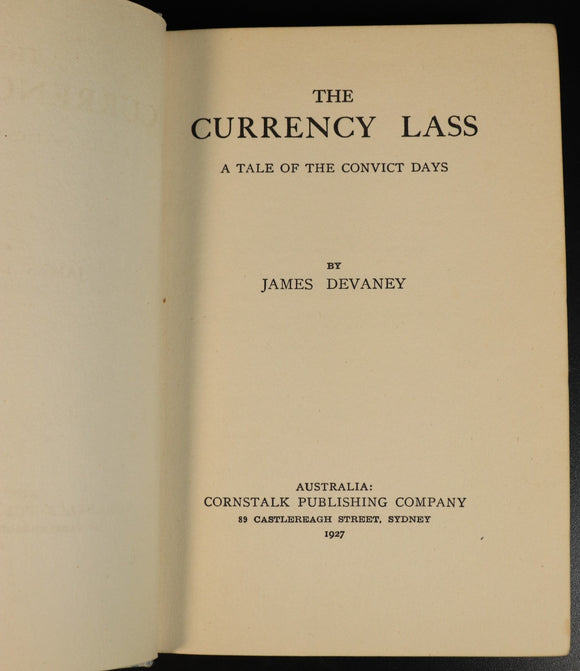 THE
CURRENCY LASS
A TALE OF THE CONVICT DAYS
BY
JAMES DEVANEY
AUSTRALIA:
CORNSTALK PUBLISHING COMPANY
89 CASTLEREAGH STREET, SYDNEY
1927